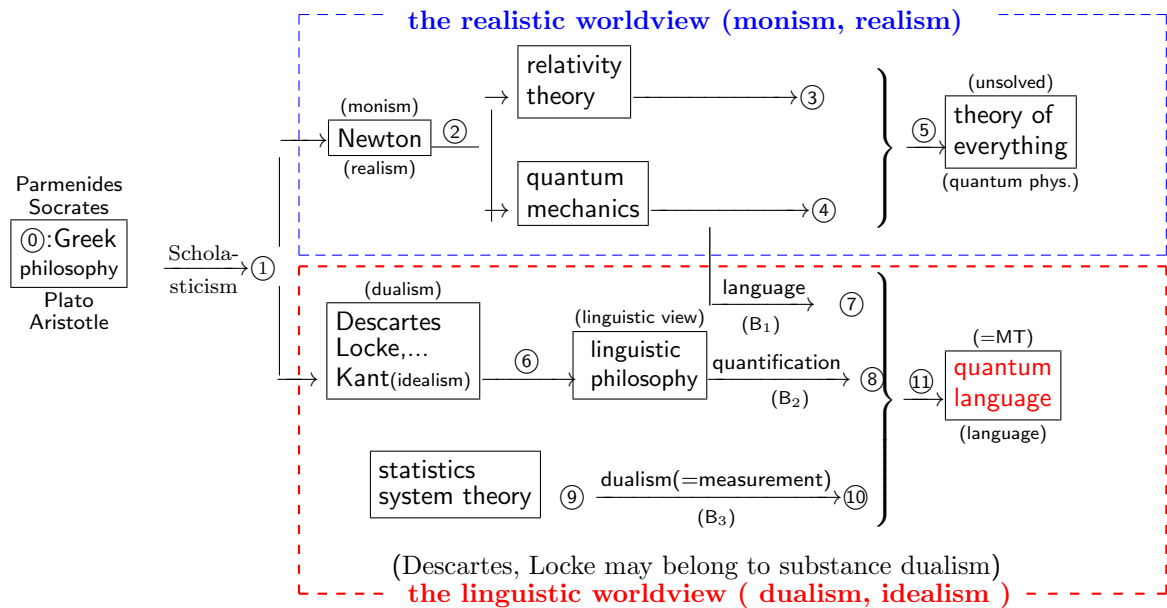 the realistic worldview (monism, realism)
(monism)
Newton
(realism)
②
relativity
theory
③
quantum
mechanics
④
⑤
(unsolved)
theory of
everything
(quantum phys.)
Parmenides
Socrates
⓪:Greek
philosophy
Plato
Aristotle
Schola-
sticism
①
(dualism)
Descartes
Locke,...
Kant(idealism)
⑥
(linguistic view)
linguistic
philosophy
language
(B₁)
⑦
quantification
(B₂)
⑧
statistics
system theory
⑨
dualism(=measurement)
(B₃)
⑩
⑪
(=MT)
quantum
language
(language)
(Descartes, Locke may belong to substance dualism)
the linguistic worldview ( dualism, idealism )